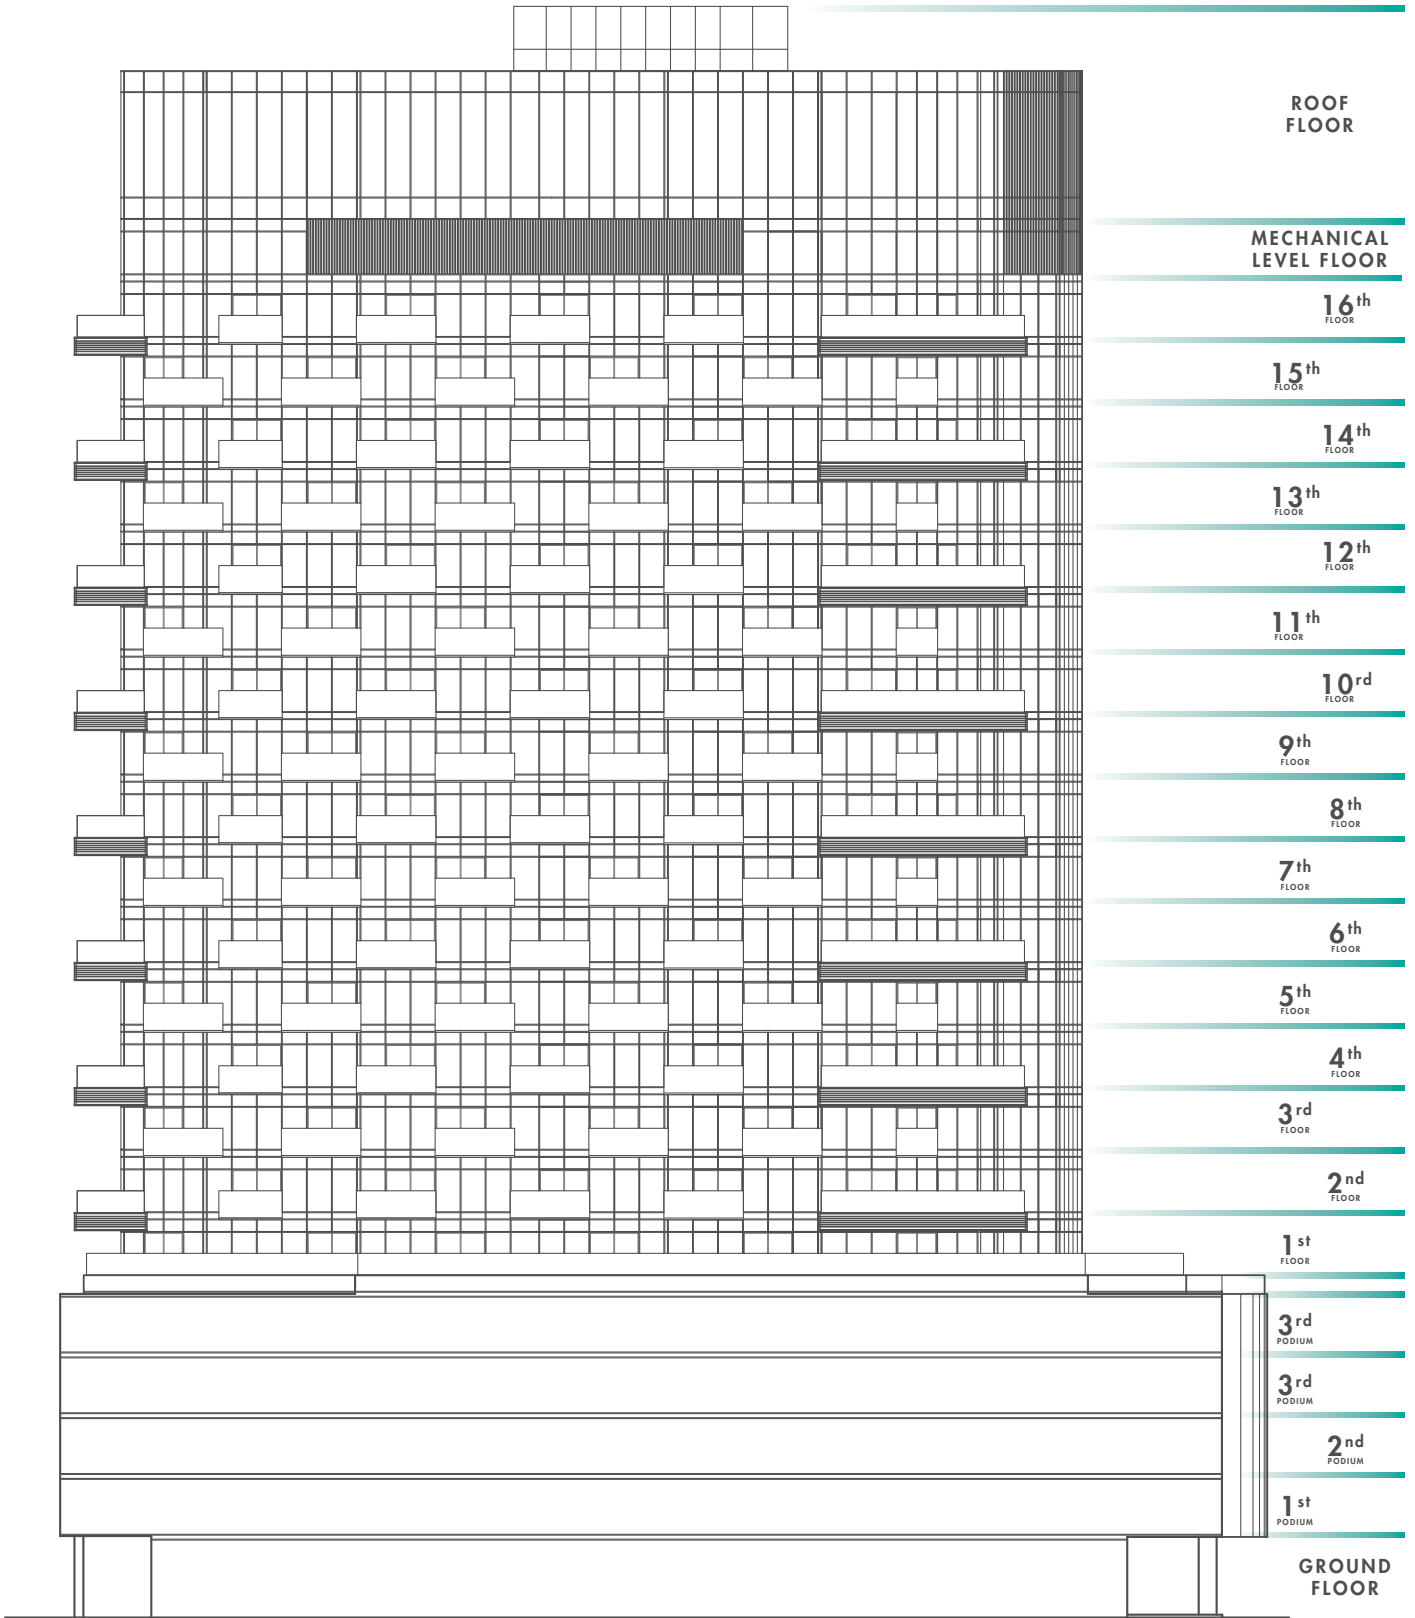 ROOF
FLOOR
MECHANICAL
LEVEL FLOOR
16th
FLOOR
15th
FLOOR
14th
FLOOR
13th
FLOOR
12th
FLOOR
11th
FLOOR
10rd
FLOOR
9th
FLOOR
8th
FLOOR
7th
FLOOR
6th
FLOOR
5th
FLOOR
4th
FLOOR
3rd
FLOOR
2nd
FLOOR
1st
FLOOR
3rd
PODIUM
3rd
PODIUM
2nd
PODIUM
1st
PODIUM
GROUND
FLOOR